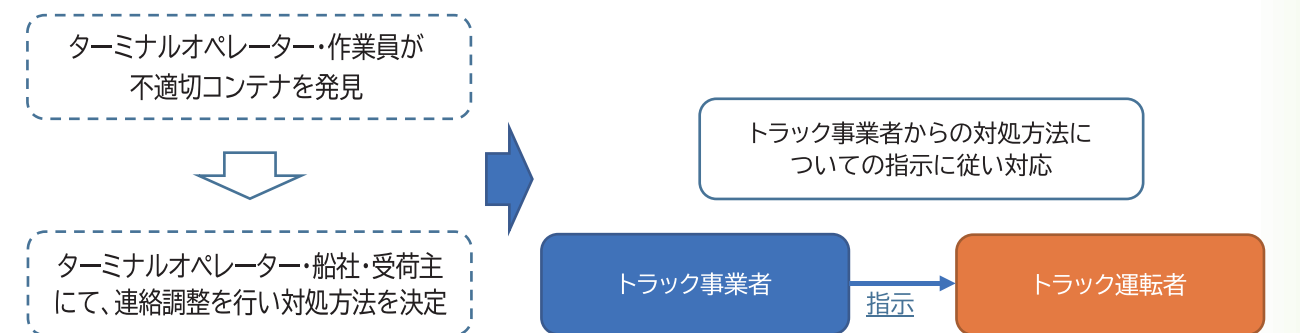 ターミナルオペレーター・作業員が
不適切コンテナを発見
ターミナルオペレーター・船社・受荷主
にて、連絡調整を行い対処方法を決定
トラック事業者からの対処方法に
ついての指示に従い対応
トラック事業者
指示
トラック運転者